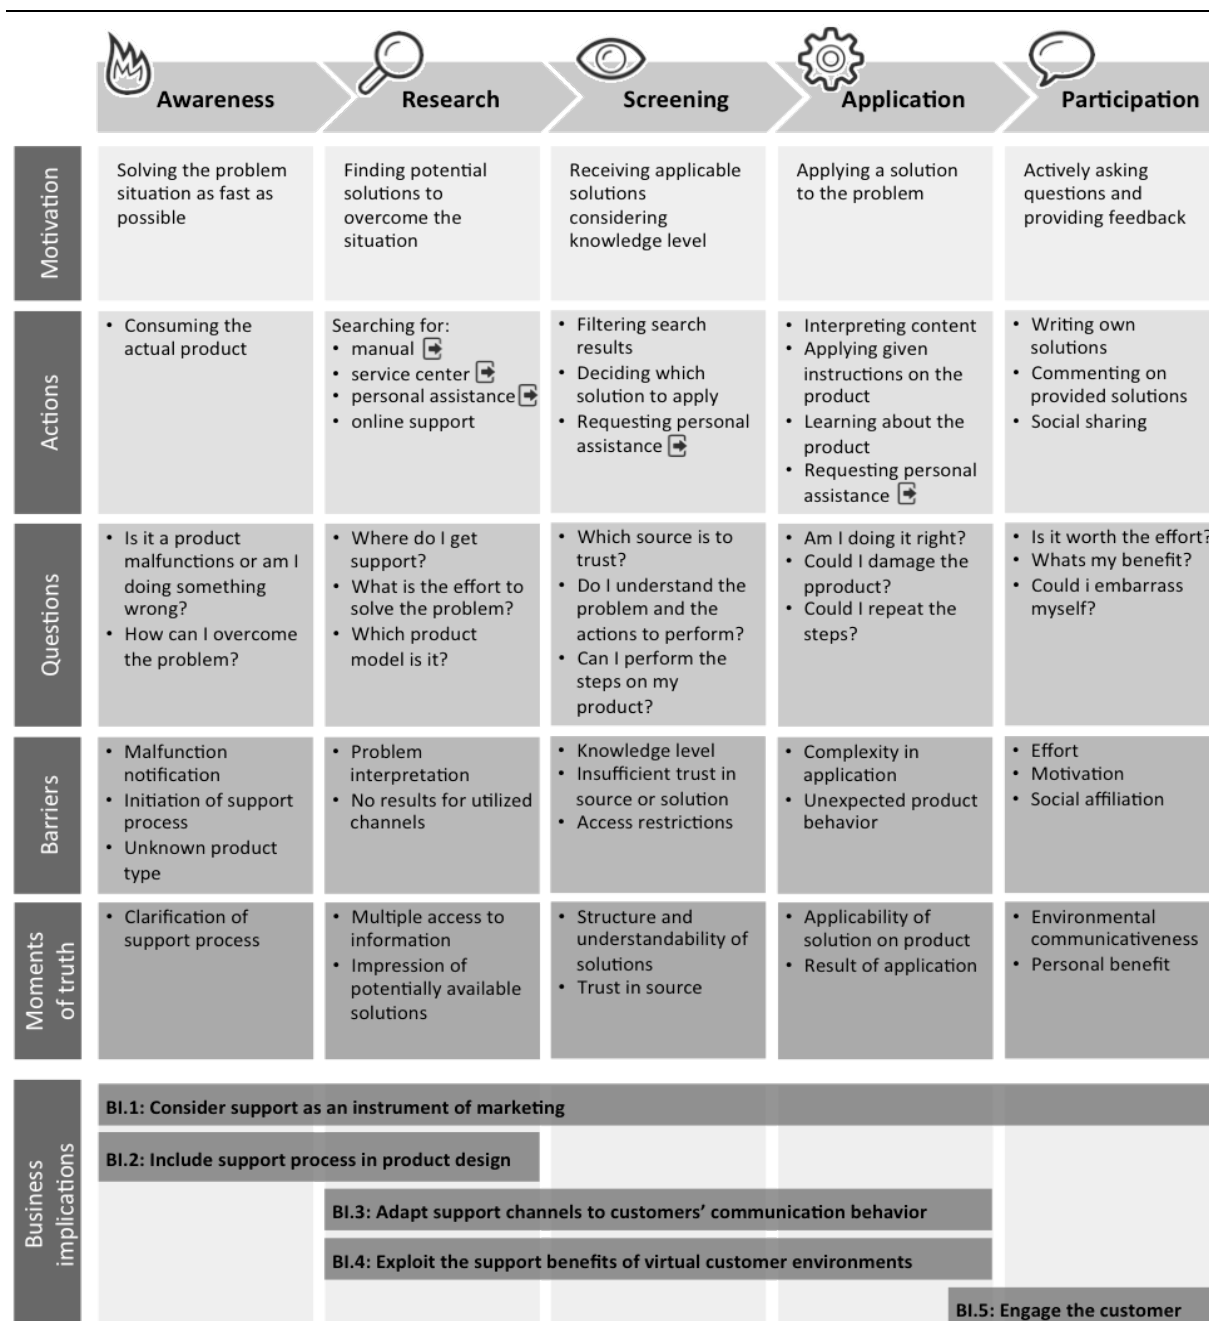 Awareness
Research
Screening
Application
Participation
Motivation
Solving the problem
situation as fast as
possible
Finding potential
solutions to
overcome the
situation
Receiving applicable
solutions
considering
knowledge level
Applying a solution
to the problem
Actively asking
questions and
providing feedback
Actions
• Consuming the
actual product
Searching for:
• manual
• service center
• personal assistance
• online support
• Filtering search
results
• Deciding which
solution to apply
• Requesting personal
assistance
• Interpreting content
• Applying given
instructions on the
product
• Learning about the
product
• Requesting personal
assistance
• Writing own
solutions
• Commenting on
provided solutions
• Social sharing
Questions
• Is it a product
malfunctions or am I
doing something
wrong?
• How can I overcome
the problem?
• Where do I get
support?
• What is the effort to
solve the problem?
• Which product
model is it?
• Which source is to
trust?
• Do I understand the
problem and the
actions to perform?
• Can I perform the
steps on my
product?
• Am I doing it right?
• Could I damage the
pproduct?
• Could I repeat the
steps?
• Is it worth the effort?
• Whats my benefit?
• Could i embarrass
myself?
Barriers
• Malfunction
notification
• Initiation of support
process
• Unknown product
type
• Problem
interpretation
• No results for utilized
channels
• Knowledge level
• Insufficient trust in
source or solution
• Access restrictions
• Complexity in
application
• Unexpected product
behavior
• Effort
• Motivation
• Social affiliation
Moments
of truth
• Clarification of
support process
• Multiple access to
information
• Impression of
potentially available
solutions
• Structure and
understandability of
solutions
• Trust in source
• Applicability of
solution on product
• Result of application
• Environmental
communicativeness
• Personal benefit
Business
implications
BI.1: Consider support as an instrument of marketing
BI.2: Include support process in product design
BI.3: Adapt support channels to customers’ communication behavior
BI.4: Exploit the support benefits of virtual customer environments
BI.5: Engage the customer